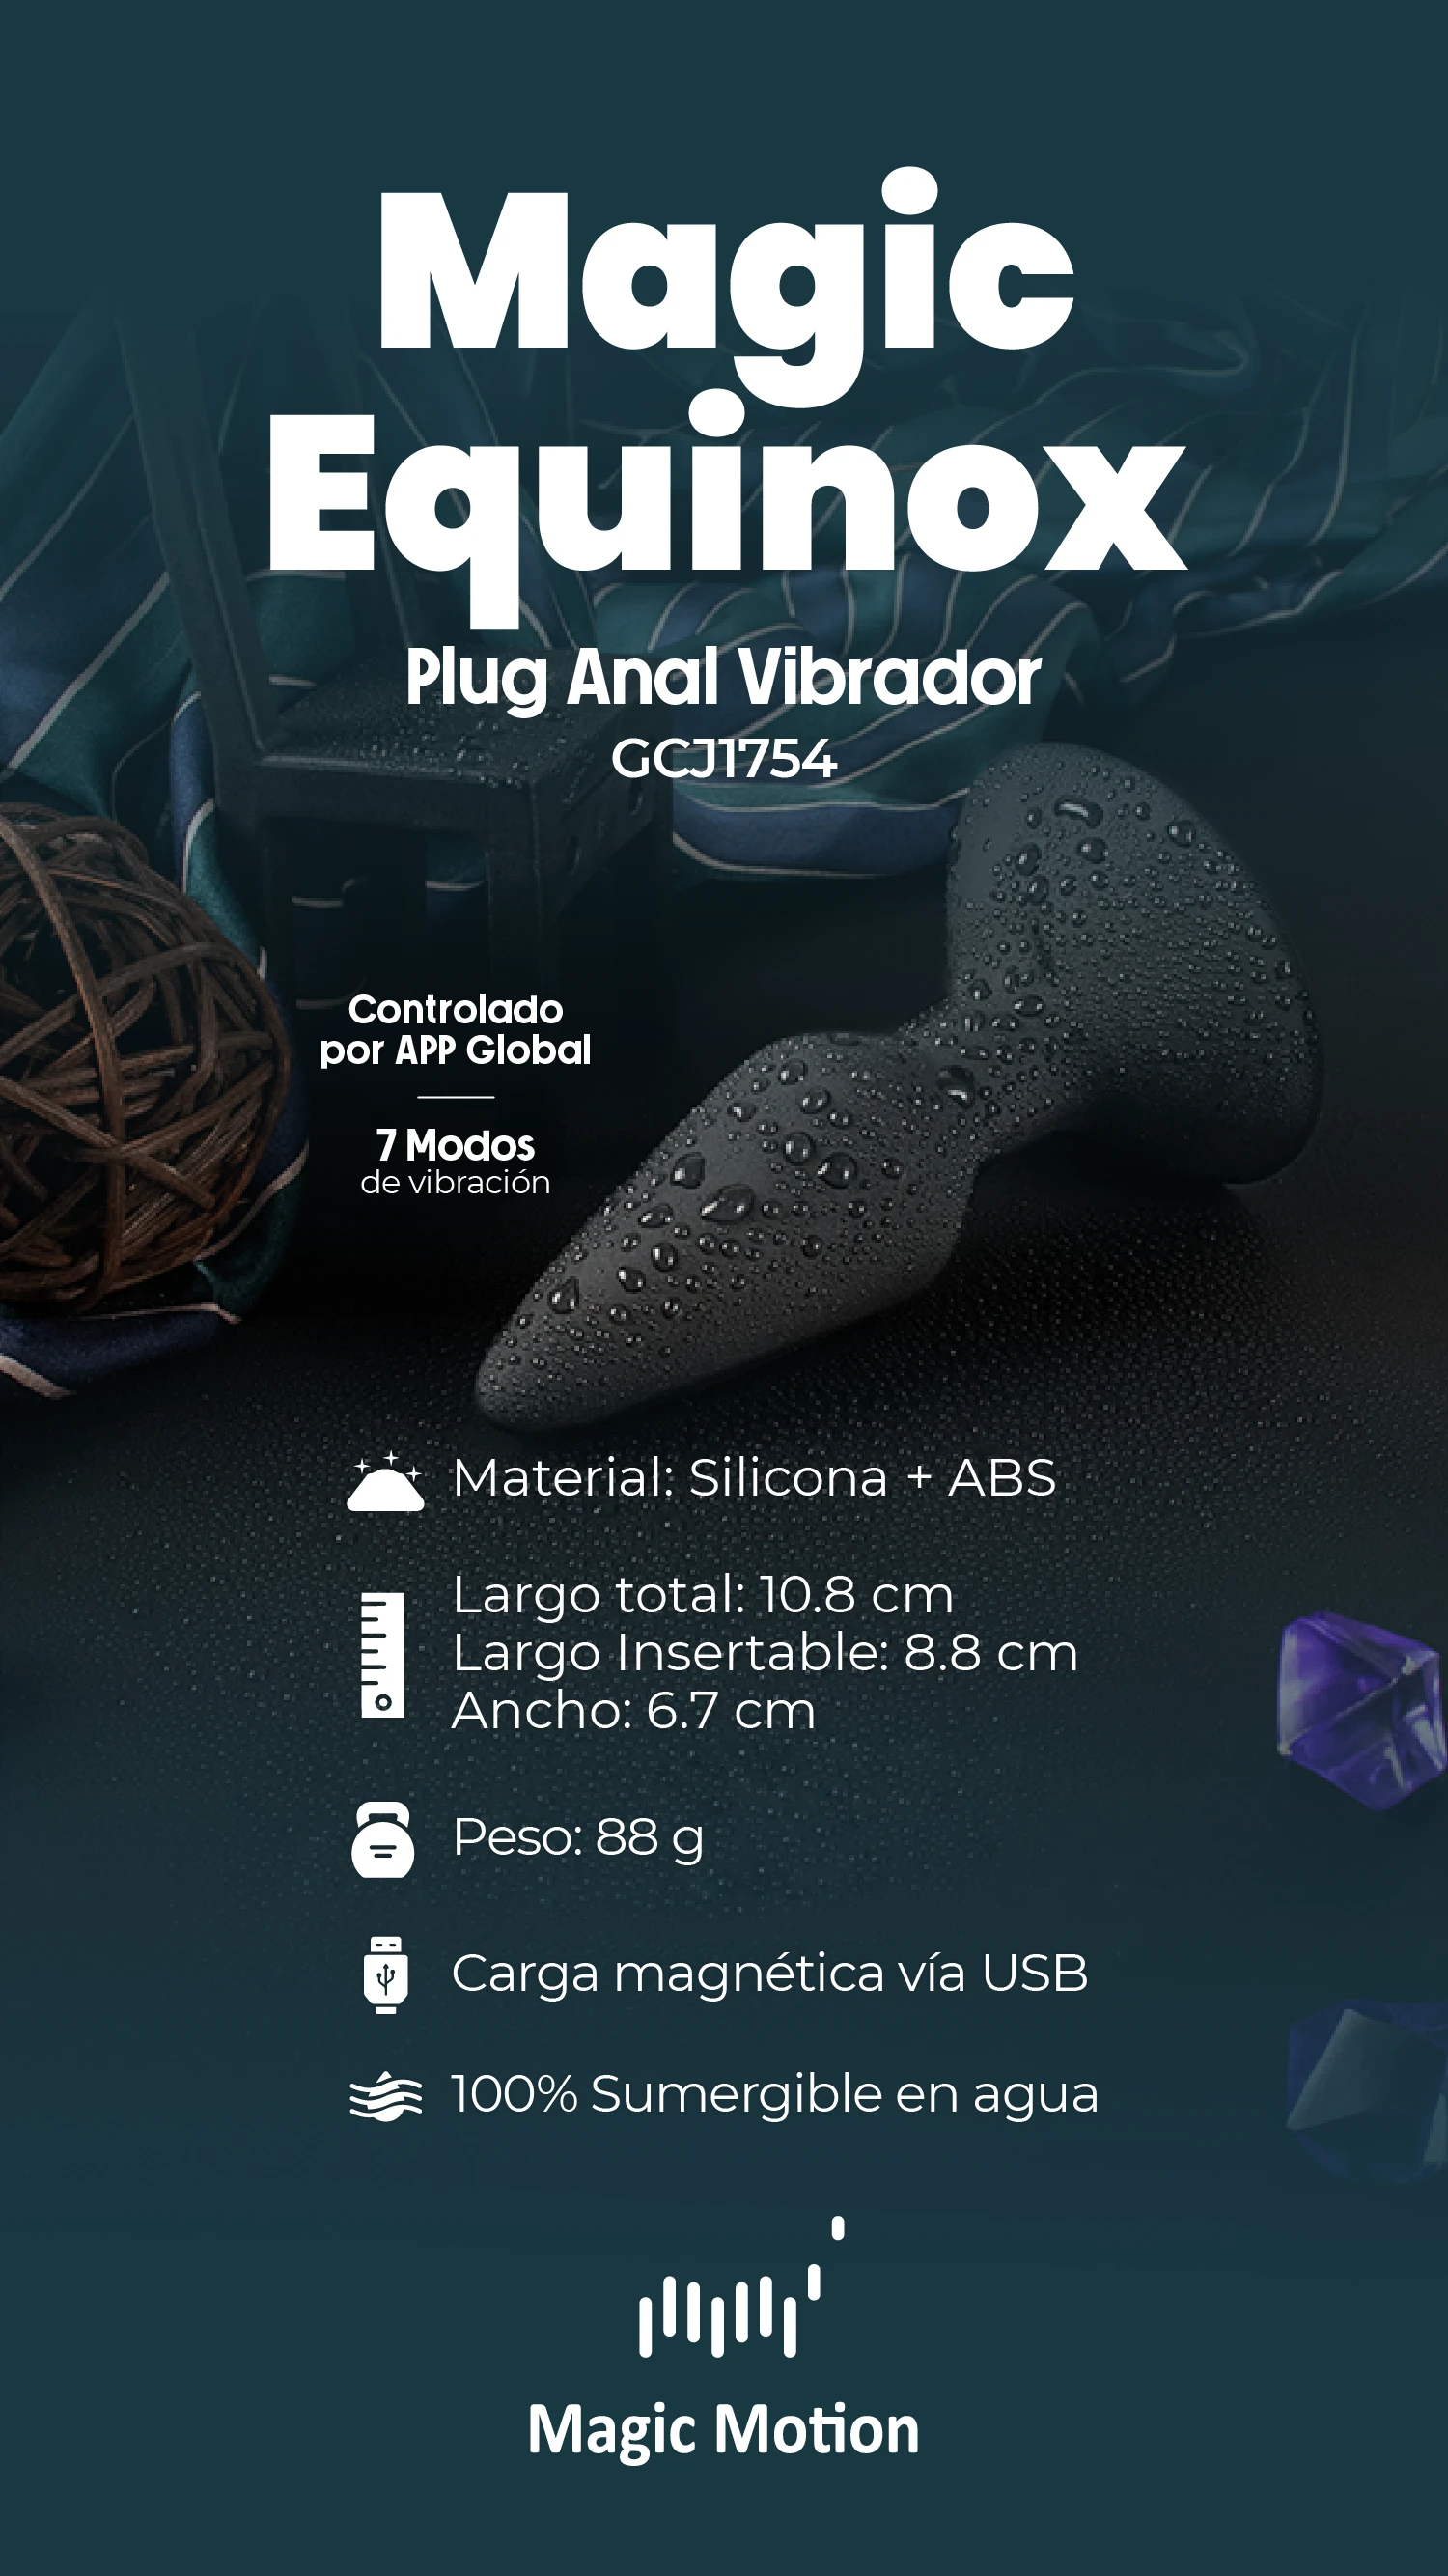 Magic
Equinox
Plug Anal Vibrador
GCJ1754
Controlado
por APP Global
7 Modos
de vibración
Material: Silicona + ABS
Largo total: 10.8 cm
Largo Insertable: 8.8 cm
Ancho: 6.7 cm
Peso: 88 g
Carga magnética vía USB
100% Sumergible en agua
Magic Motion